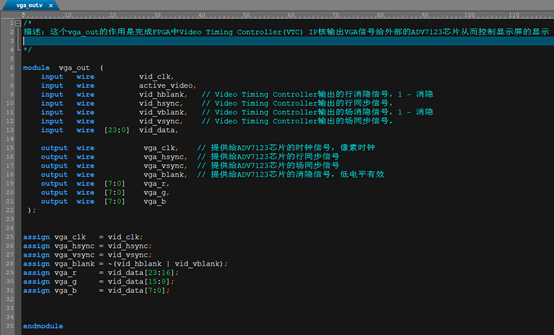 vga_out.v x
0 10 20 30 40 50 60 70 80 90 100 110
1 /*
2 描述：这个vga_out的作用是完成FPGA中Video Timing Controller(VTC) IP核输出VGA信号给外部的ADV7123芯片从而控制显示屏的显示
3
4 */
5
6 module vga_out (
7 input wire vid_clk,
8 input wire active_video,
9 input wire vid_hblank, // Video Timing Controller输出的行消隐信号，1 - 消隐
10 input wire vid_hsync, // Video Timing Controller输出的行同步信号，
11 input wire vid_vblank, // Video Timing Controller输出的场消隐信号，1 - 消隐
12 input wire vid_vsync, // Video Timing Controller输出的场同步信号，
13 input wire [23:0] vid_data,
14
15 output wire vga_clk, // 提供给ADV7123芯片的时钟信号，像素时钟
16 output wire vga_hsync, // 提供给ADV7123芯片的行同步信号
17 output wire vga_vsync, // 提供给ADV7123芯片的场同步信号
18 output wire vga_blank, // 提供给ADV7123芯片的消隐信号，低电平有效
19 output wire [7:0] vga_r,
20 output wire [7:0] vga_g,
21 output wire [7:0] vga_b
22 );
23
24
25 assign vga_clk = vid_clk;
26 assign vga_hsync = vid_hsync;
27 assign vga_vsync = vid_vsync;
28 assign vga_blank = ~(vid_hblank | vid_vblank);
29 assign vga_r = vid_data[23:16];
30 assign vga_g = vid_data[15:8];
31 assign vga_b = vid_data[7:0];
32
33
34
35 endmodule